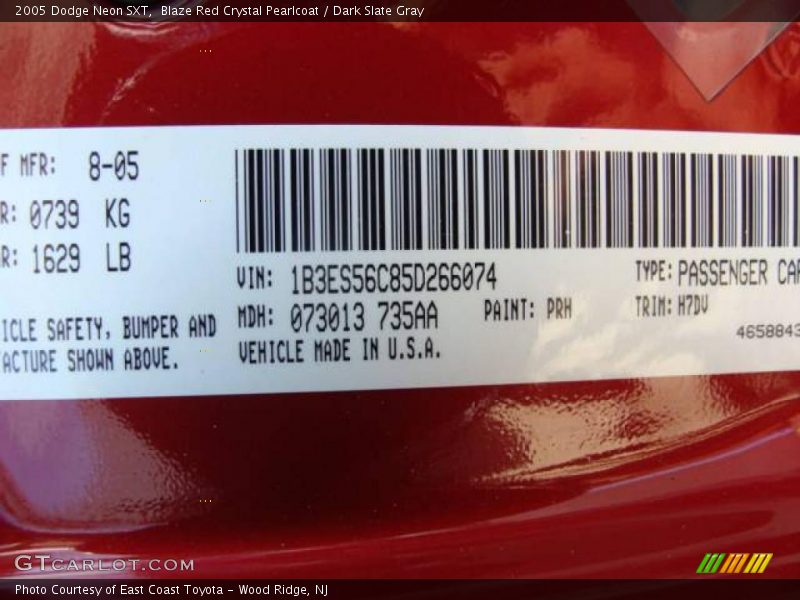 2005 Dodge Neon SXT, Blaze Red Crystal Pearlcoat / Dark Slate Gray
F MFR: 8-05
R: 0739 KG
R: 1629 LB
ICLE SAFETY, BUMPER AND
ACTURE SHOWN ABOVE.
VIN: 1B3ES56C85D266074
TYPE: PASSENGER CAR
MDH: 073013 735AA
PAINT: PRH
TRIM: H7DV
VEHICLE MADE IN U.S.A.
4658843
GTCARLOT.COM
Photo Courtesy of East Coast Toyota - Wood Ridge, NJ